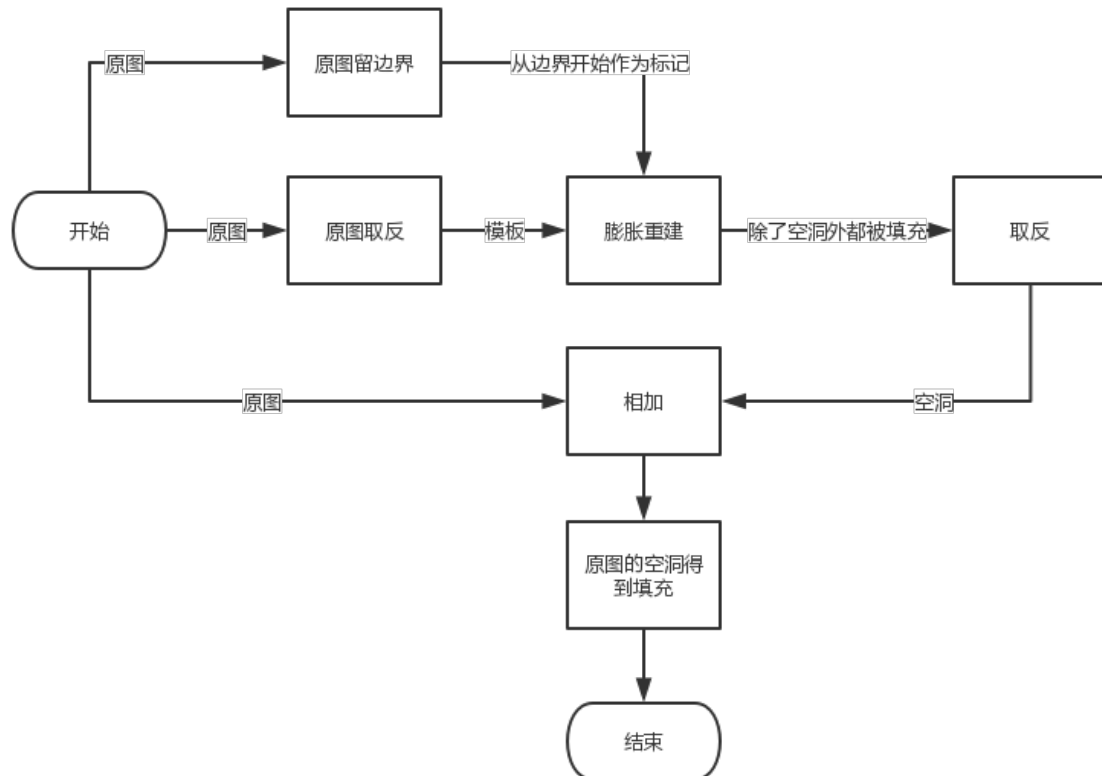 原图
原图留边界
从边界开始作为标记
开始
原图
原图取反
模板
膨胀重建
除了空洞外都被填充
取反
原图
相加
空洞
原图的空洞得
到填充
结束